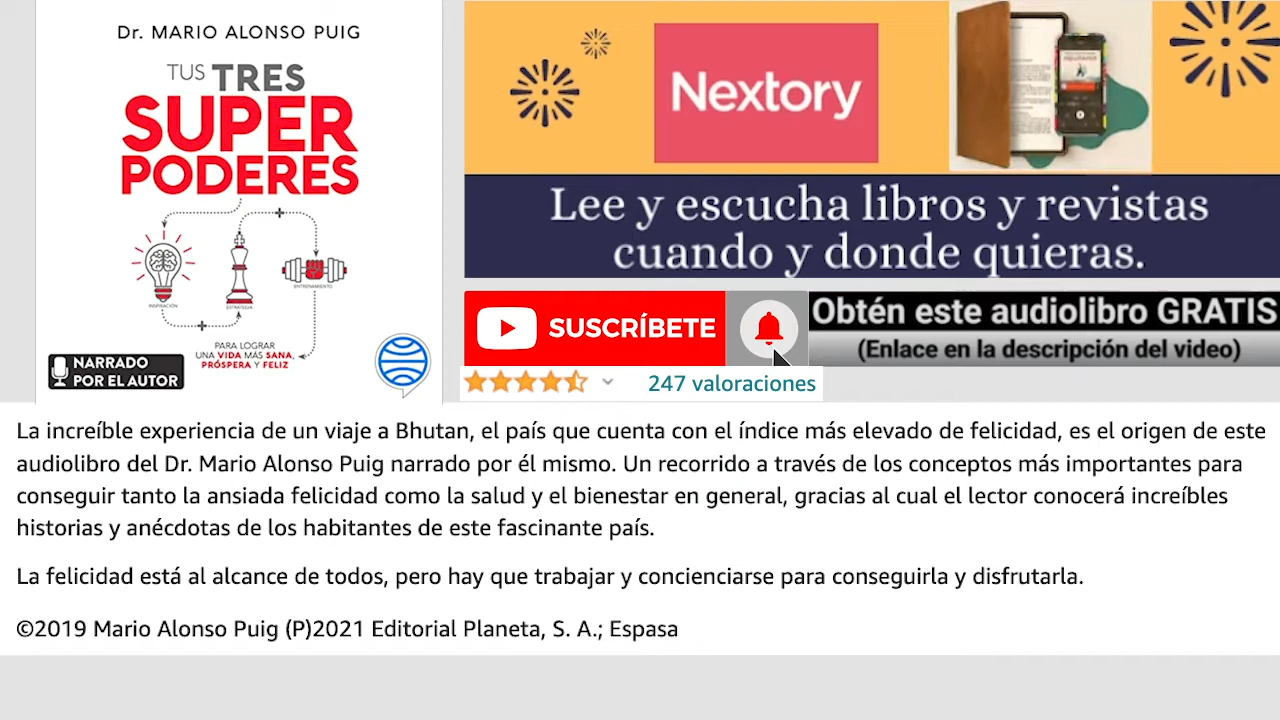 Dr. MARIO ALONSO PUIG
TUS TRES
SUPER
PODERES
INSPIRACIÓN
ESTRATEGIA
ENTRENAMIENTO
PARA LOGRAR
UNA VIDA MÁS SANA,
PRÓSPERA Y FELIZ
NARRADO
POR EL AUTOR
Nextory
Lee y escucha libros y revistas
cuando y donde quieras.
SUSCRÍBETE
Obtén este audiolibro GRATIS
(Enlace en la descripción del video)
247 valoraciones
La increíble experiencia de un viaje a Bhutan, el país que cuenta con el índice más elevado de felicidad, es el origen de este
audiolibro del Dr. Mario Alonso Puig narrado por él mismo. Un recorrido a través de los conceptos más importantes para
conseguir tanto la ansiada felicidad como la salud y el bienestar en general, gracias al cual el lector conocerá increíbles
historias y anécdotas de los habitantes de este fascinante país.
La felicidad está al alcance de todos, pero hay que trabajar y concienciarse para conseguirla y disfrutarla.
©2019 Mario Alonso Puig (P)2021 Editorial Planeta, S. A.; Espasa